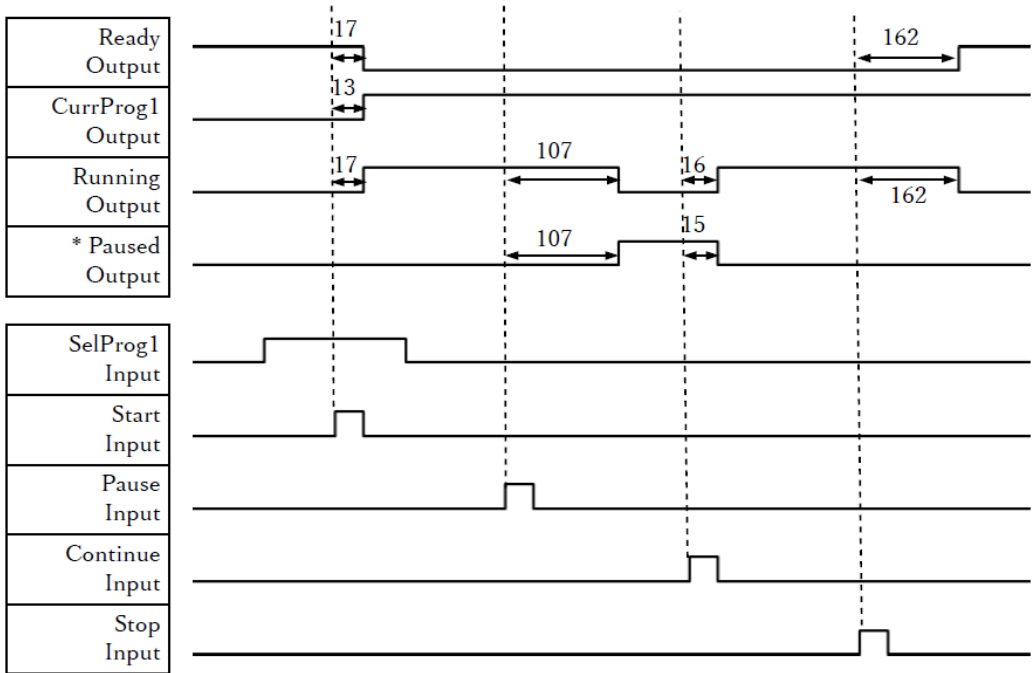 17
162
Ready
Output
13
CurrProg1
Output
17
107
16
Running
Output
162
15
107
* Paused
Output
SelProg1
Input
Start
Input
Pause
Input
Continue
Input
Stop
Input